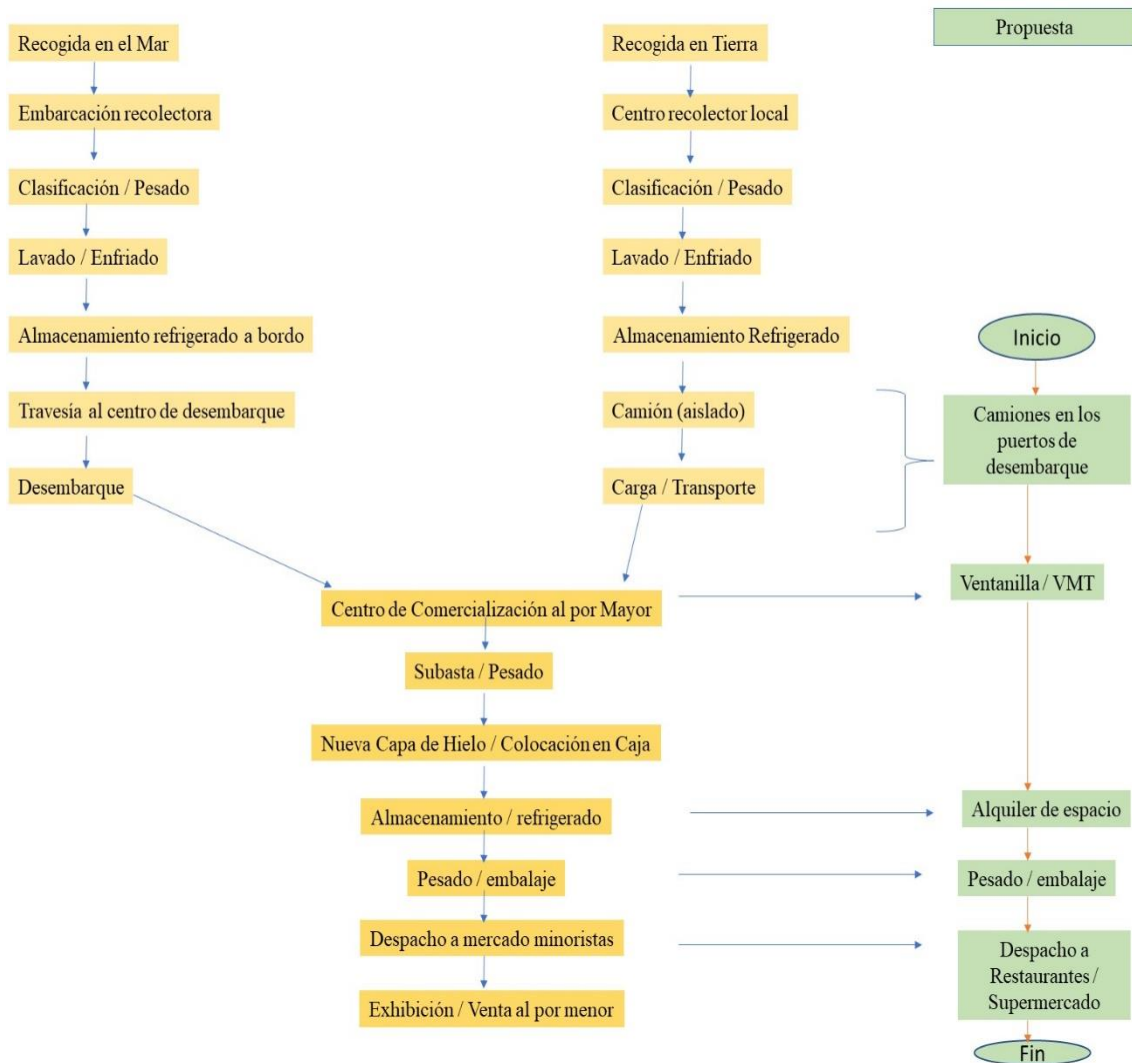 Propuesta
Recogida en el Mar
Embarcación recolectora
Clasificación / Pesado
Lavado / Enfriado
Almacenamiento refrigerado a bordo
Travesía al centro de desembarque
Desembarque
Recogida en Tierra
Centro recolector local
Clasificación / Pesado
Lavado / Enfriado
Almacenamiento Refrigerado
Camión (aislado)
Carga / Transporte
Centro de Comercialización al por Mayor
Subasta / Pesado
Nueva Capa de Hielo / Colocación en Caja
Almacenamiento / refrigerado
Pesado / embalaje
Despacho a mercado minoristas
Exhibición / Venta al por menor
Inicio
Camiones en los
puertos de
desembarque
Ventanilla / VMT
Alquiler de espacio
Pesado / embalaje
Despacho a
Restaurantes /
Supermercado
Fin